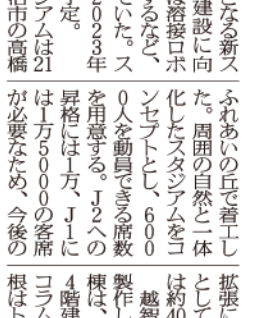 となる新ス
建設に向
は溶接ロボ
するなど、
ていた。ス
2023年
定。
ジアムは21
治市の高橋
ふれあいの丘で着工し
た。周囲の自然と一体
化したスタジアムをコ
ンセプトとし、600
0人を動員できる席数
を用意する。J2への
昇格には1万、J1に
は1万5000の客席
が必要なため、今後の
拡張に
として
は約40
越智
製作し
棟は、
4階建
コラム
根はト